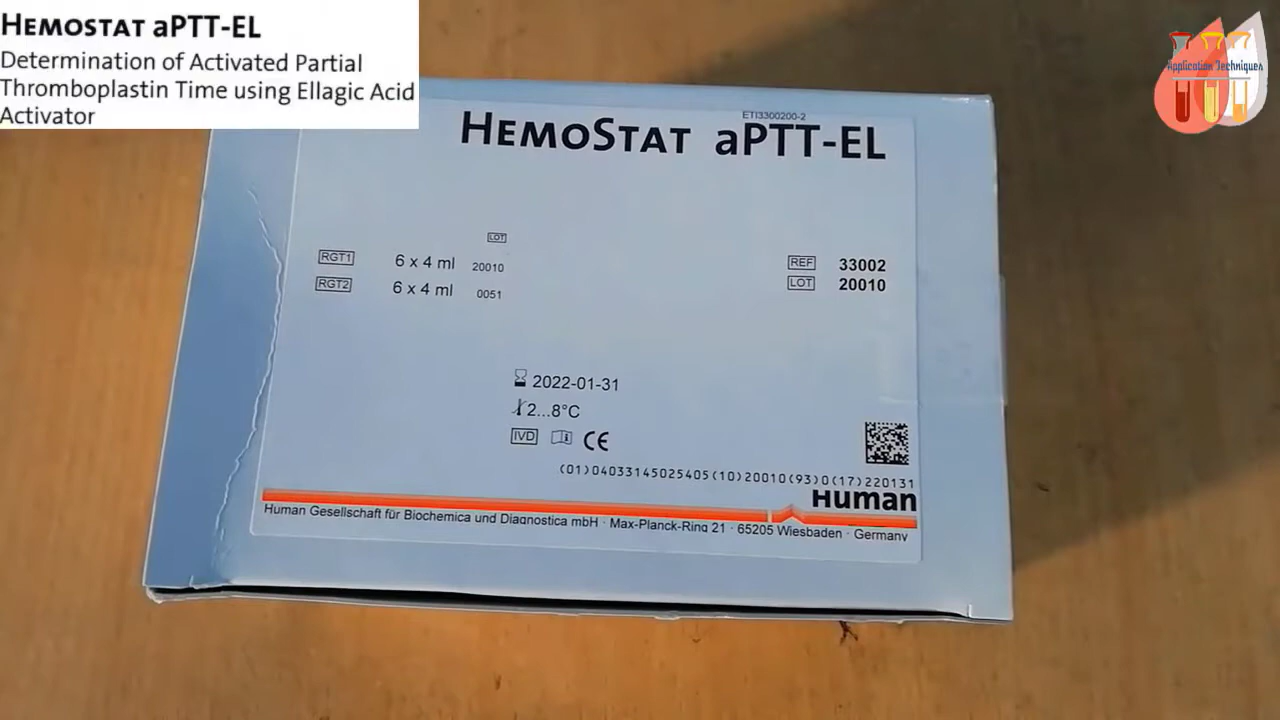 HEMOSTAT aPTT-EL
Determination of Activated Partial
Thromboplastin Time using Ellagic Acid
Activator
Application Techniques
ETI3300200-2
HEMOSTAT aPTT-EL
LOT
RGT1 6 x 4 ml 20010
RGT2 6 x 4 ml 0051
REF 33002
LOT 20010
2022-01-31
2...8°C
IVD i CE
(01)04033145025405(10)20010(93)0(17)220131
Human
Human Gesellschaft für Biochemica und Diagnostica mbH · Max-Planck-Ring 21 · 65205 Wiesbaden · Germany